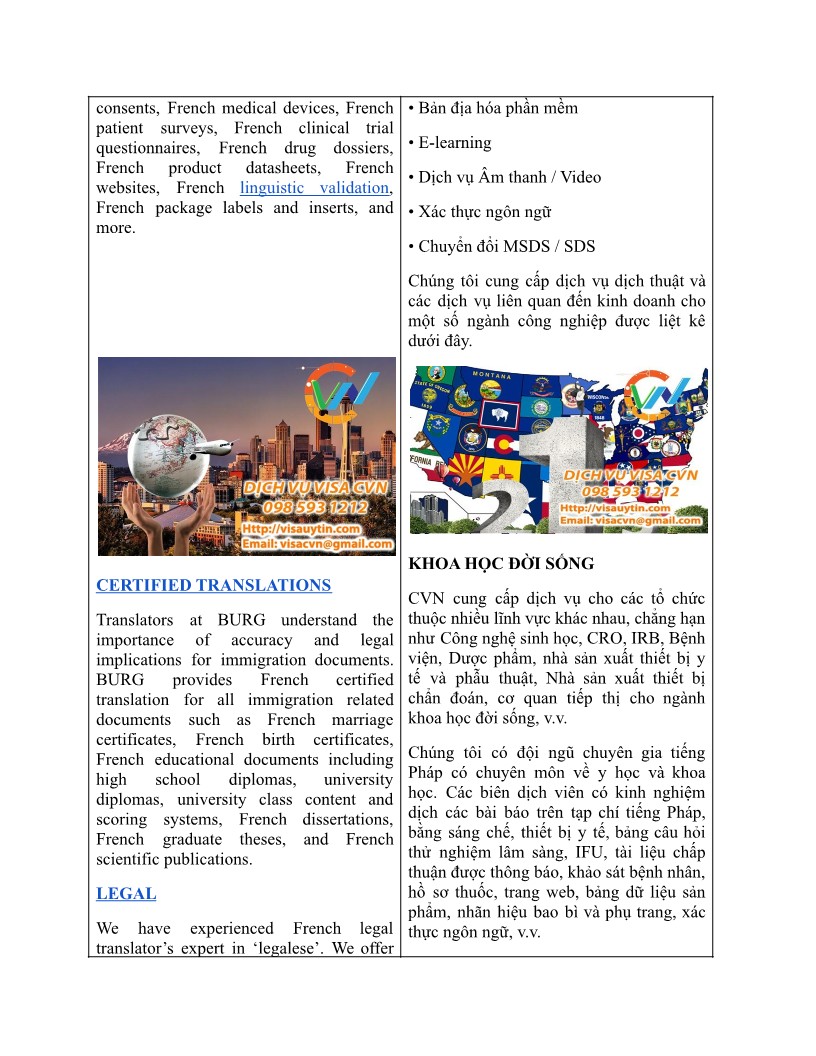 consents, French medical devices, French
patient surveys, French clinical trial
questionnaires, French drug dossiers,
French product datasheets, French
websites, French linguistic validation,
French package labels and inserts, and
more.
DỊCH VỤ VISA CVN
098 593 1212
Http://visauytin.com
Email: visacvn@gmail.com
CERTIFIED TRANSLATIONS
Translators at BURG understand the
importance of accuracy and legal
implications for immigration documents.
BURG provides French certified
translation for all immigration related
documents such as French marriage
certificates, French birth certificates,
French educational documents including
high school diplomas, university
diplomas, university class content and
scoring systems, French dissertations,
French graduate theses, and French
scientific publications.
LEGAL
We have experienced French legal
translator’s expert in ‘legalese’. We offer
• Bản địa hóa phần mềm
• E-learning
• Dịch vụ Âm thanh / Video
• Xác thực ngôn ngữ
• Chuyển đổi MSDS / SDS
Chúng tôi cung cấp dịch vụ dịch thuật và
các dịch vụ liên quan đến kinh doanh cho
một số ngành công nghiệp được liệt kê
dưới đây.
MONTANA
WISCONSIN
1848
21
DỊCH VỤ VISA CVN
098 593 1212
Http://visauytin.com
Email: visacvn@gmail.com
KHOA HỌC ĐỜI SỐNG
CVN cung cấp dịch vụ cho các tổ chức
thuộc nhiều lĩnh vực khác nhau, chẳng hạn
như Công nghệ sinh học, CRO, IRB, Bệnh
viện, Dược phẩm, nhà sản xuất thiết bị y
tế và phẫu thuật, Nhà sản xuất thiết bị
chẩn đoán, cơ quan tiếp thị cho ngành
khoa học đời sống, v.v.
Chúng tôi có đội ngũ chuyên gia tiếng
Pháp có chuyên môn về y học và khoa
học. Các biên dịch viên có kinh nghiệm
dịch các bài báo trên tạp chí tiếng Pháp,
bằng sáng chế, thiết bị y tế, bảng câu hỏi
thử nghiệm lâm sàng, IFU, tài liệu chấp
thuận được thông báo, khảo sát bệnh nhân,
hồ sơ thuốc, trang web, bảng dữ liệu sản
phẩm, nhãn hiệu bao bì và phụ trang, xác
thực ngôn ngữ, v.v.